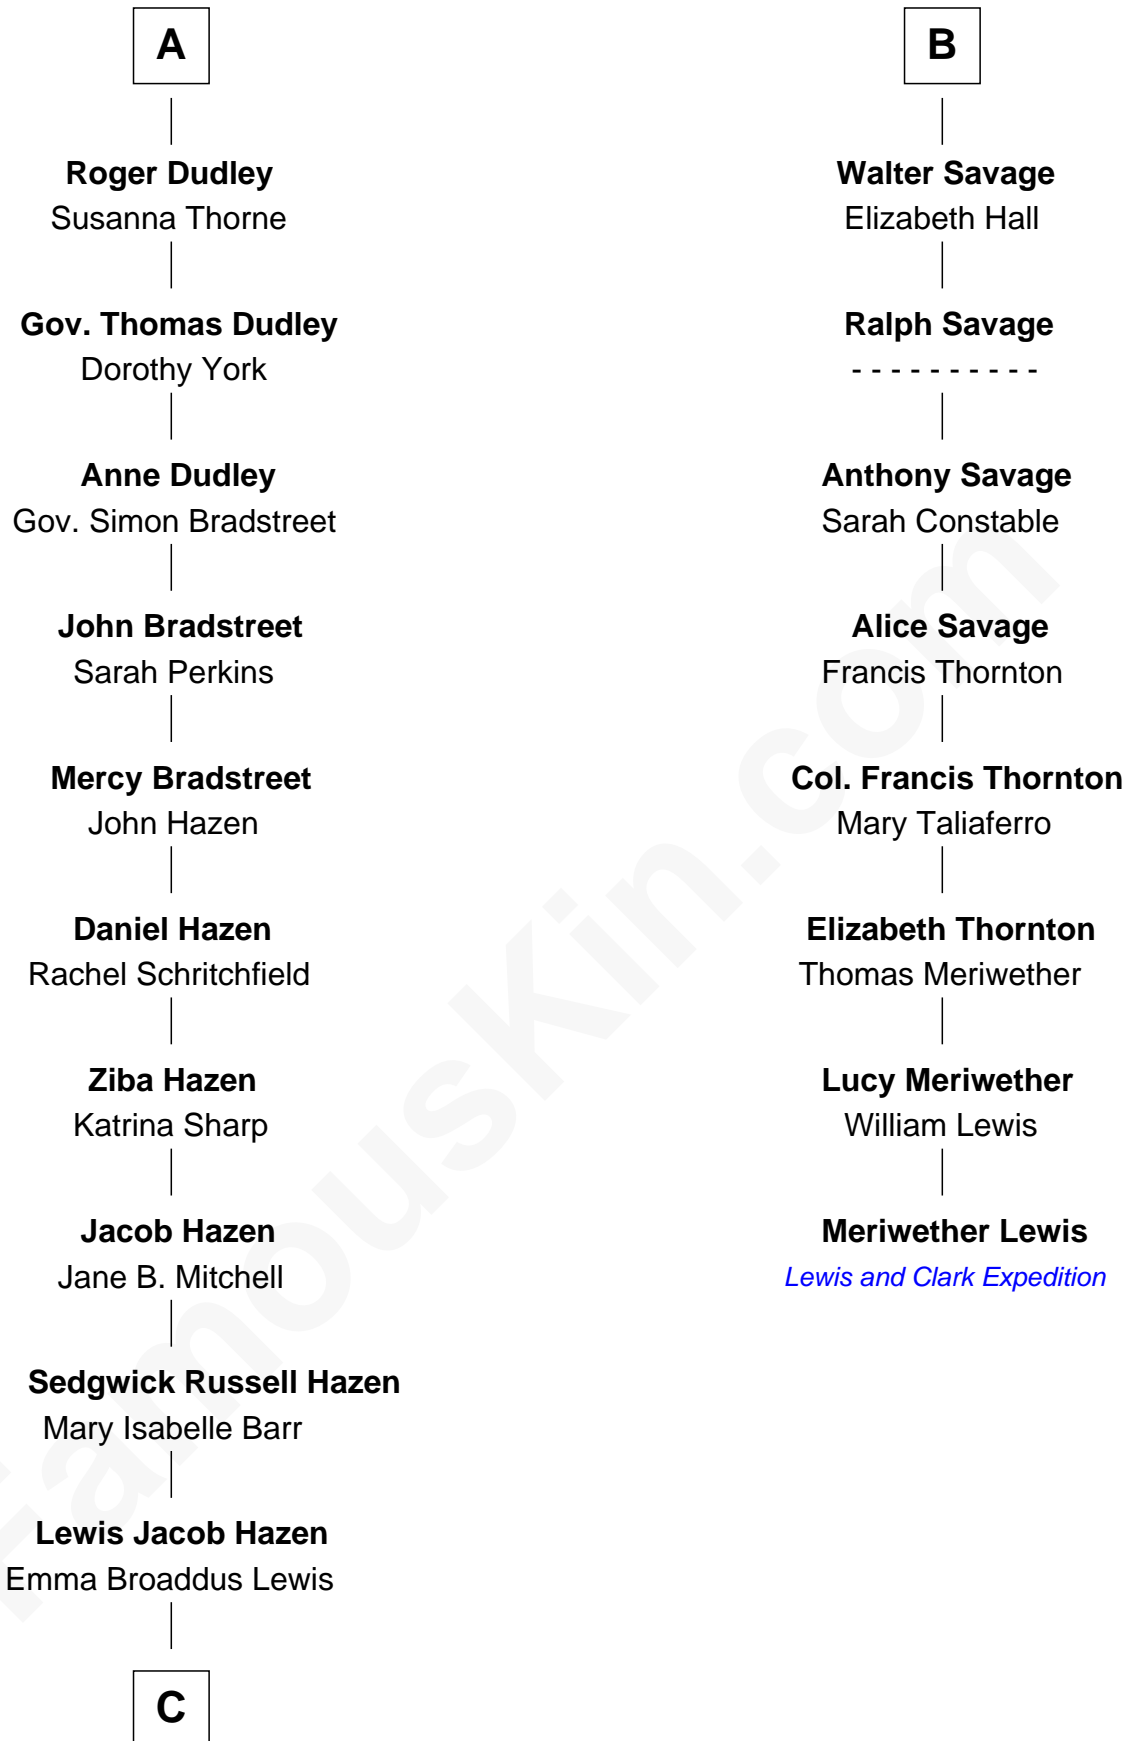 A
Roger Dudley
Susanna Thorne
Gov. Thomas Dudley
Dorothy York
Anne Dudley
Gov. Simon Bradstreet
John Bradstreet
Sarah Perkins
Mercy Bradstreet
John Hazen
Daniel Hazen
Rachel Schritchfield
Ziba Hazen
Katrina Sharp
Jacob Hazen
Jane B. Mitchell
Sedgwick Russell Hazen
Mary Isabelle Barr
Lewis Jacob Hazen
Emma Broaddus Lewis
C
B
Walter Savage
Elizabeth Hall
Ralph Savage
- - - - - - - - - -
Anthony Savage
Sarah Constable
Alice Savage
Francis Thornton
Col. Francis Thornton
Mary Taliaferro
Elizabeth Thornton
Thomas Meriwether
Lucy Meriwether
William Lewis
Meriwether Lewis
Lewis and Clark Expedition
FamousKin.com